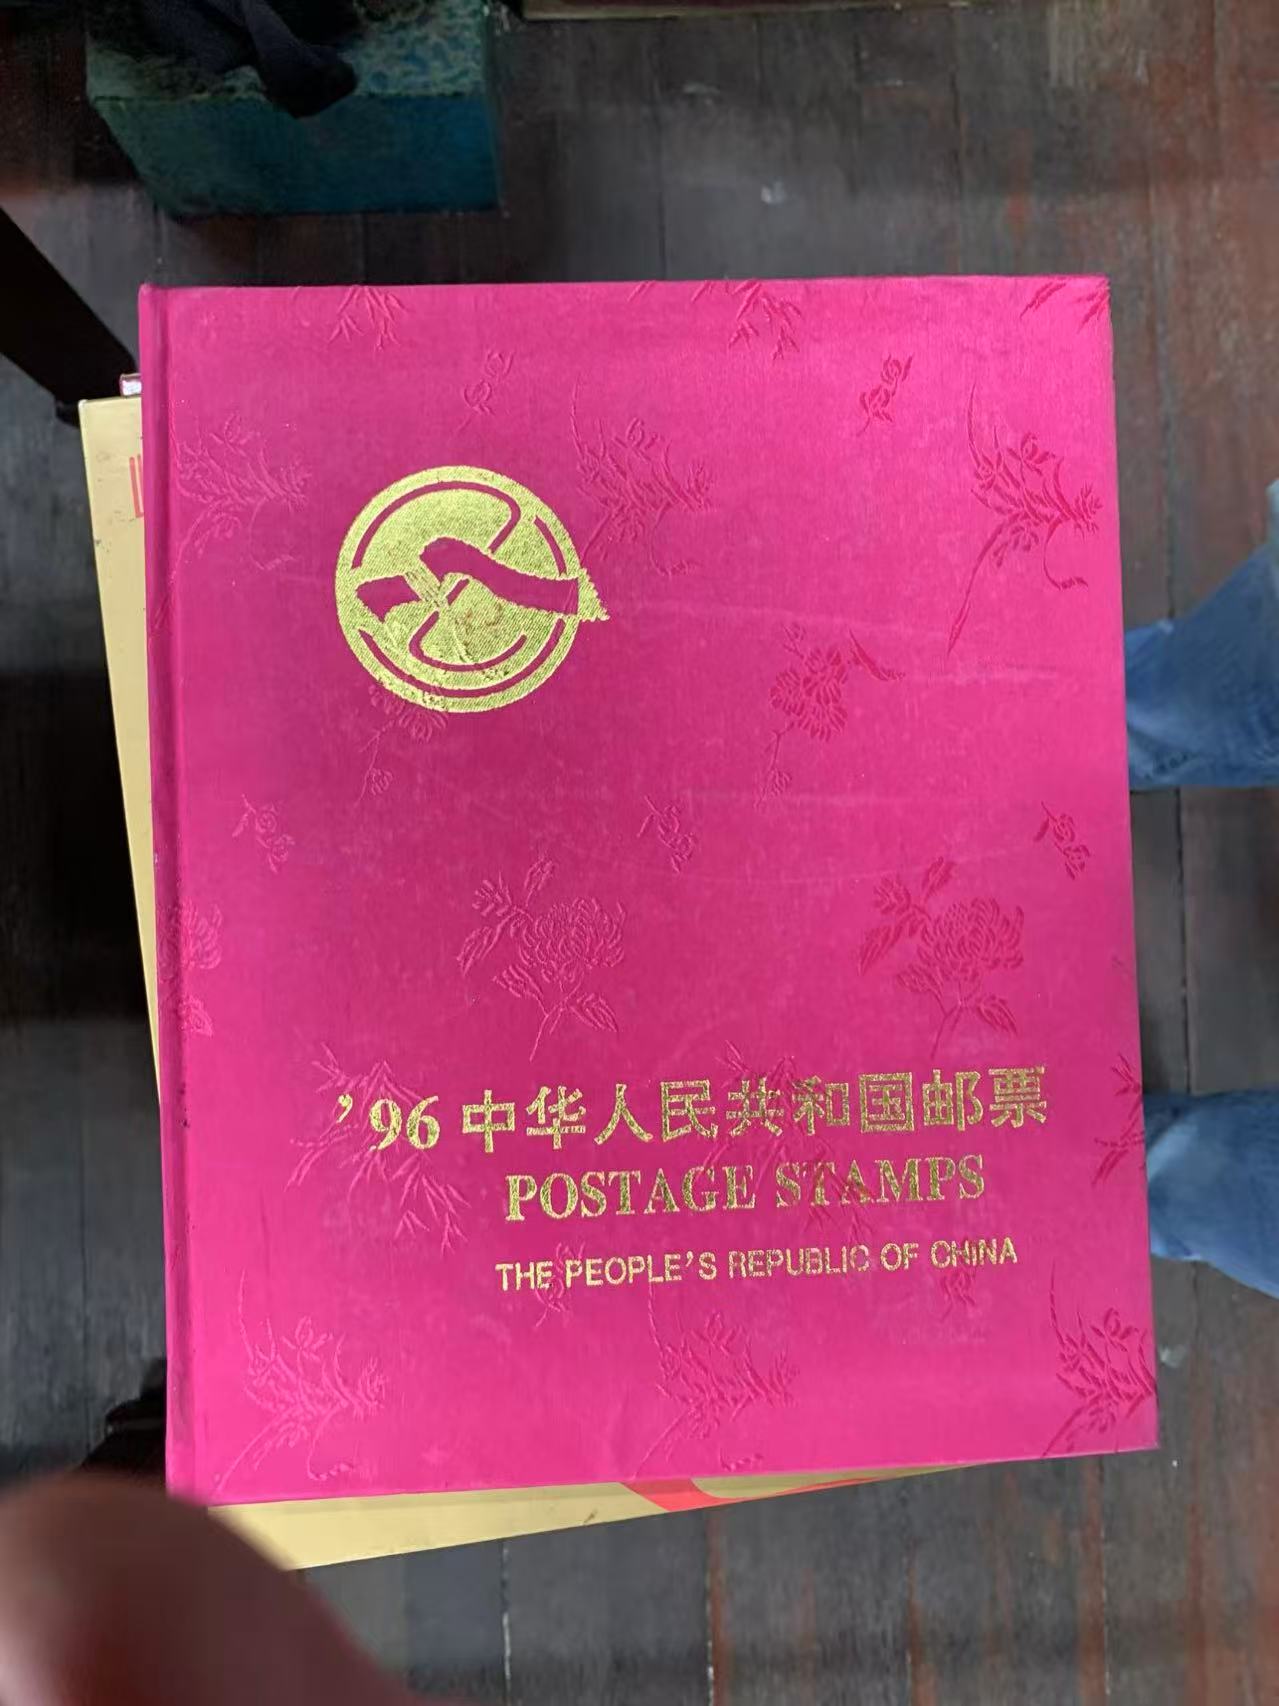 ’96 中华人民共和国邮票
POSTAGE STAMPS
THE PEOPLE’S REPUBLIC OF CHINA